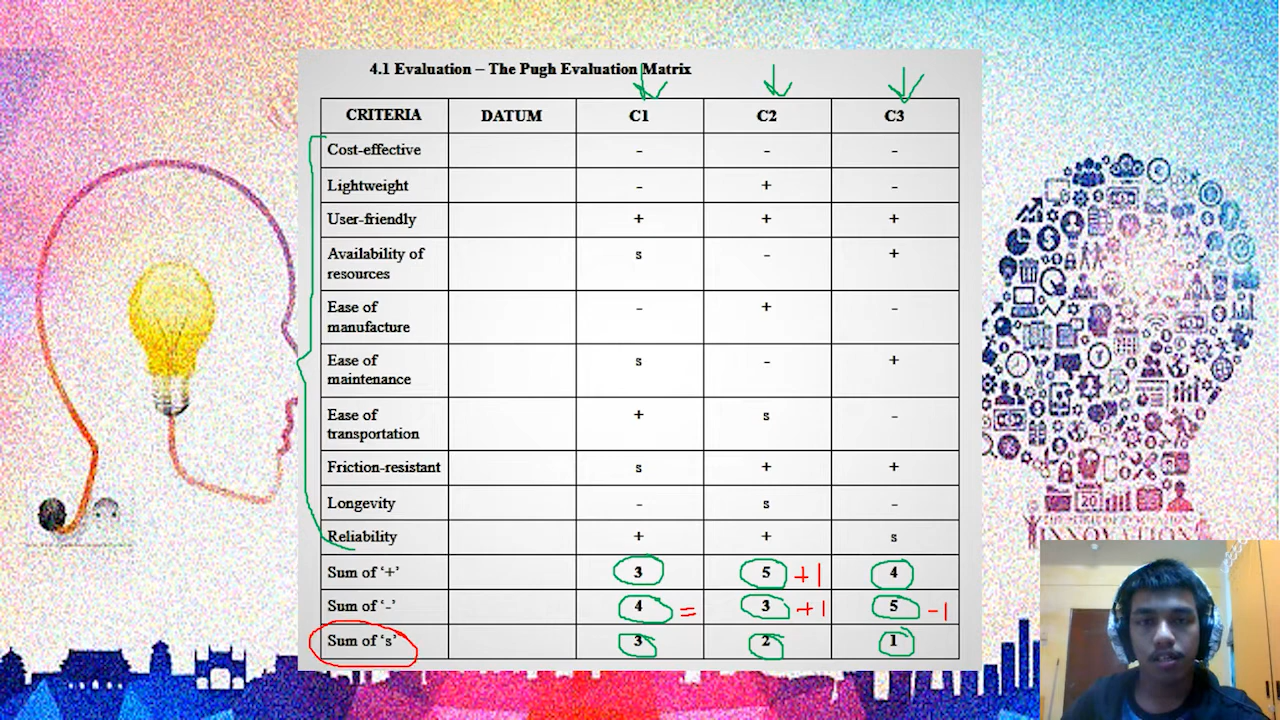 4.1 Evaluation – The Pugh Evaluation Matrix
CRITERIA DATUM C1 C2 C3
Cost-effective - - -
Lightweight - + -
User-friendly + + +
Availability of
resources s - +
Ease of
manufacture - + -
Ease of
maintenance s - +
Ease of
transportation + s -
Friction-resistant s + +
Longevity - s -
Reliability + + s
Sum of ‘+’ 3 5 +1 4
Sum of ‘-’ 4 = 3 +1 5 -1
Sum of ‘s’ 3 2 1
20